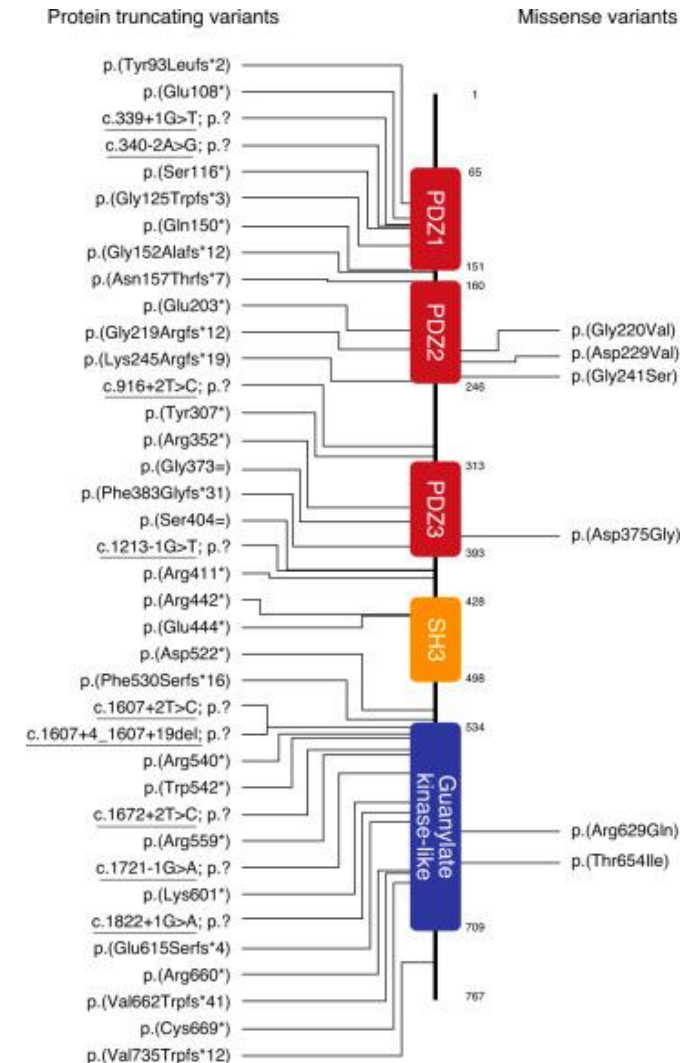 Protein truncating variants
Missense variants
p.(Tyr93Leufs*2)
p.(Glu108*)
c.339+1G>T; p.?
c.340-2A>G; p.?
p.(Ser116*)
p.(Gly125Trpfs*3)
p.(Gln150*)
p.(Gly152Alafs*12)
p.(Asn157Thrfs*7)
p.(Glu203*)
p.(Gly219Argfs*12)
p.(Lys245Argfs*19)
c.916+2T>C; p.?
p.(Tyr307*)
p.(Arg352*)
p.(Gly373=)
p.(Phe383Glyfs*31)
p.(Ser404=)
c.1213-1G>T; p.?
p.(Arg411*)
p.(Arg442*)
p.(Glu444*)
p.(Asp522*)
p.(Phe530Serfs*16)
c.1607+2T>C; p.?
c.1607+4_1607+19del; p.?
p.(Arg540*)
p.(Trp542*)
c.1672+2T>C; p.?
p.(Arg559*)
c.1721-1G>A; p.?
p.(Lys601*)
c.1822+1G>A; p.?
p.(Glu615Serfs*4)
p.(Arg660*)
p.(Val662Trpfs*41)
p.(Cys669*)
p.(Val735Trpfs*12)
1
65
PDZ1
151
160
PDZ2
246
313
PDZ3
393
428
SH3
498
534
Guanylate
kinase-like
709
767
p.(Gly220Val)
p.(Asp229Val)
p.(Gly241Ser)
p.(Asp375Gly)
p.(Arg629Gln)
p.(Thr654Ile)